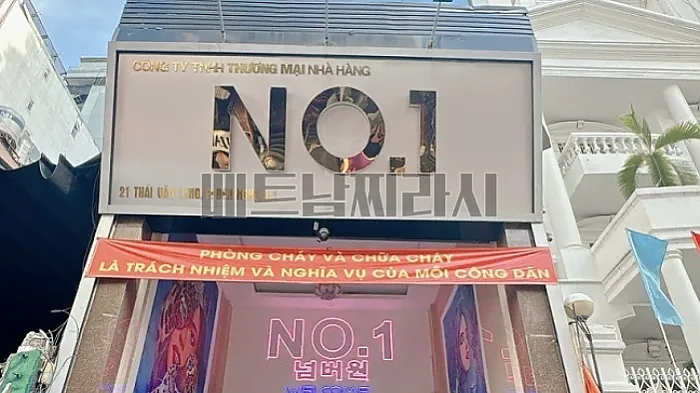 CÔNG TY TNHH THƯƠNG MẠI NHÀ HÀNG
NO.1
21 THÁI VĂN LUNG,
베트남찌라시
PHÒNG CHÁY VÀ CHỮA CHÁY
LÀ TRÁCH NHIỆM VÀ NGHĨA VỤ CỦA MỖI CÔNG DÂN
NO.1
넘버원
WELCOME